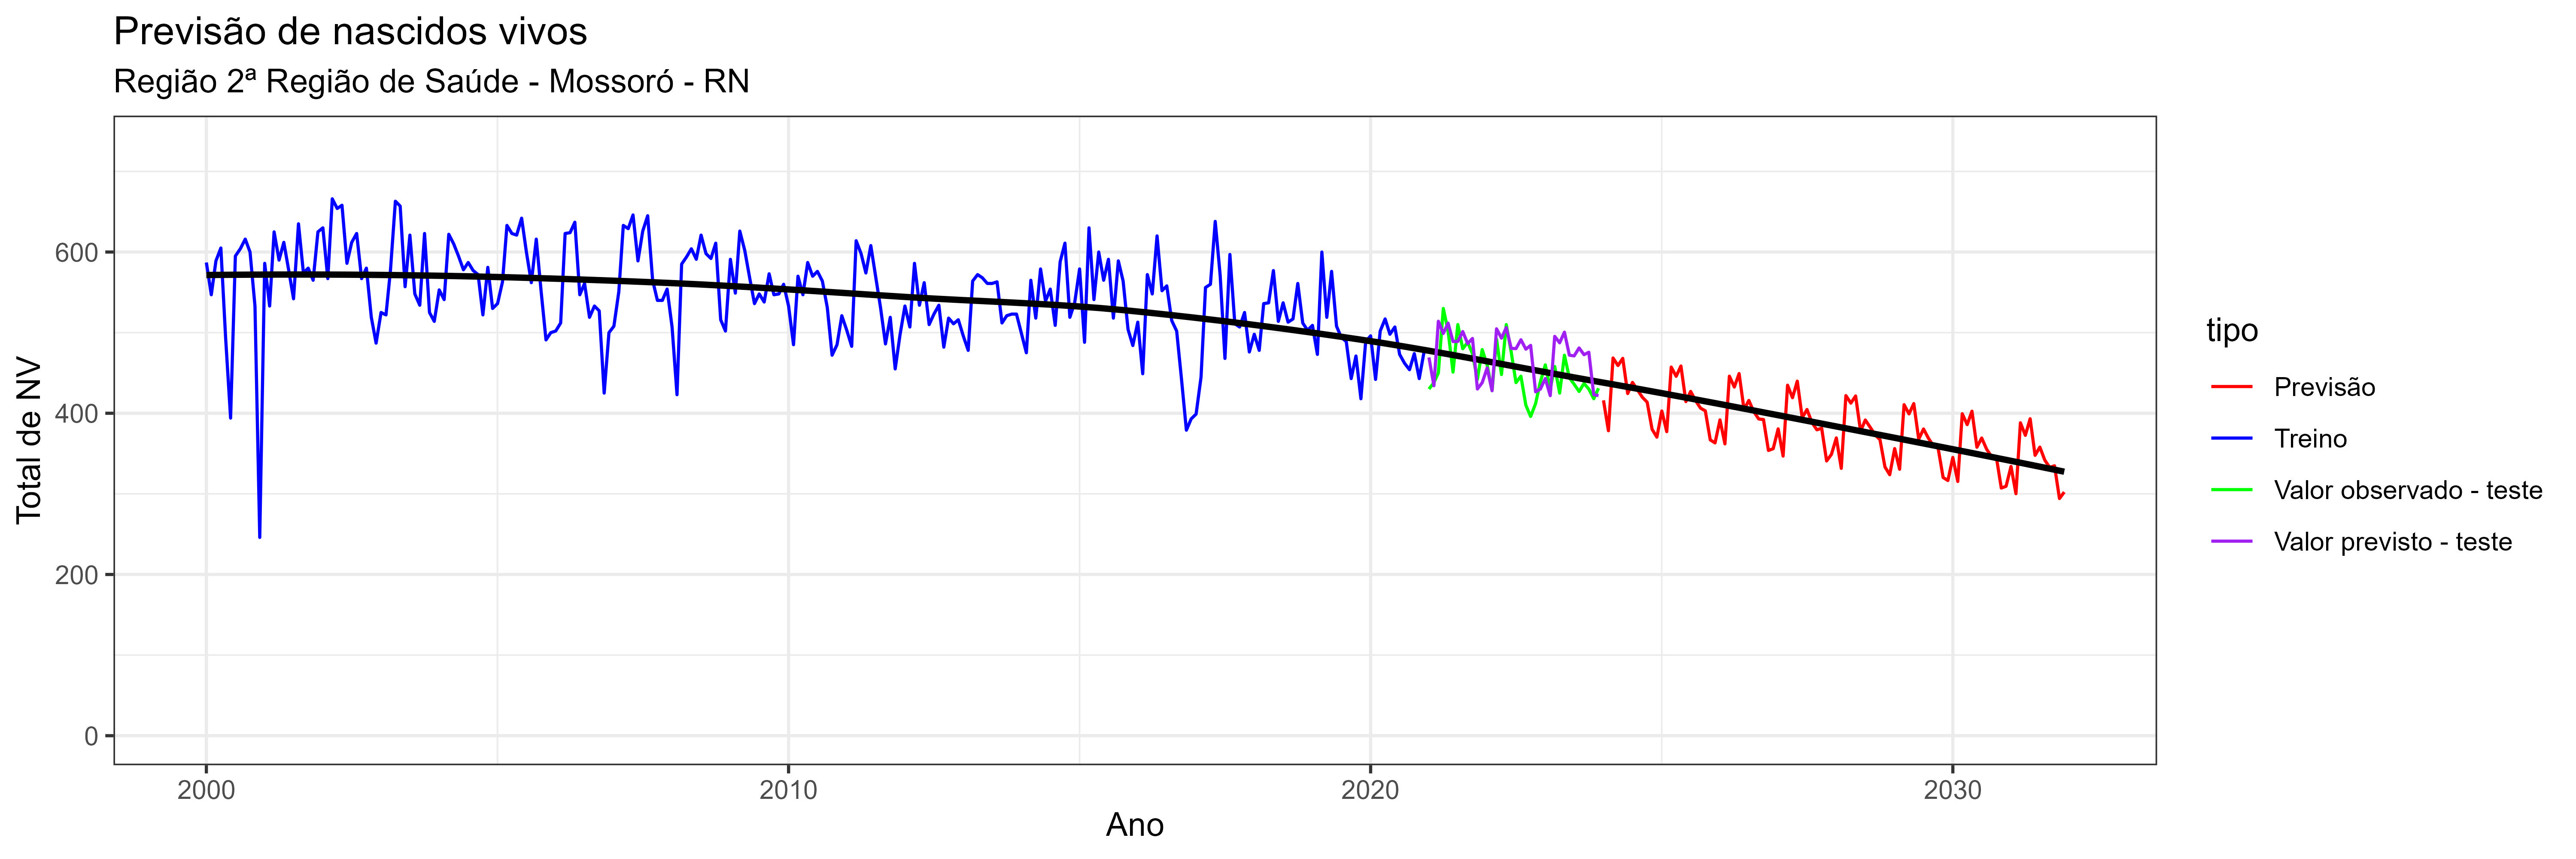 Previsão de nascidos vivos
Região 2ª Região de Saúde - Mossoró - RN
Total de NV
600
400
200
0
2000
2010
2020
2030
Ano
tipo
Previsão
Treino
Valor observado - teste
Valor previsto - teste